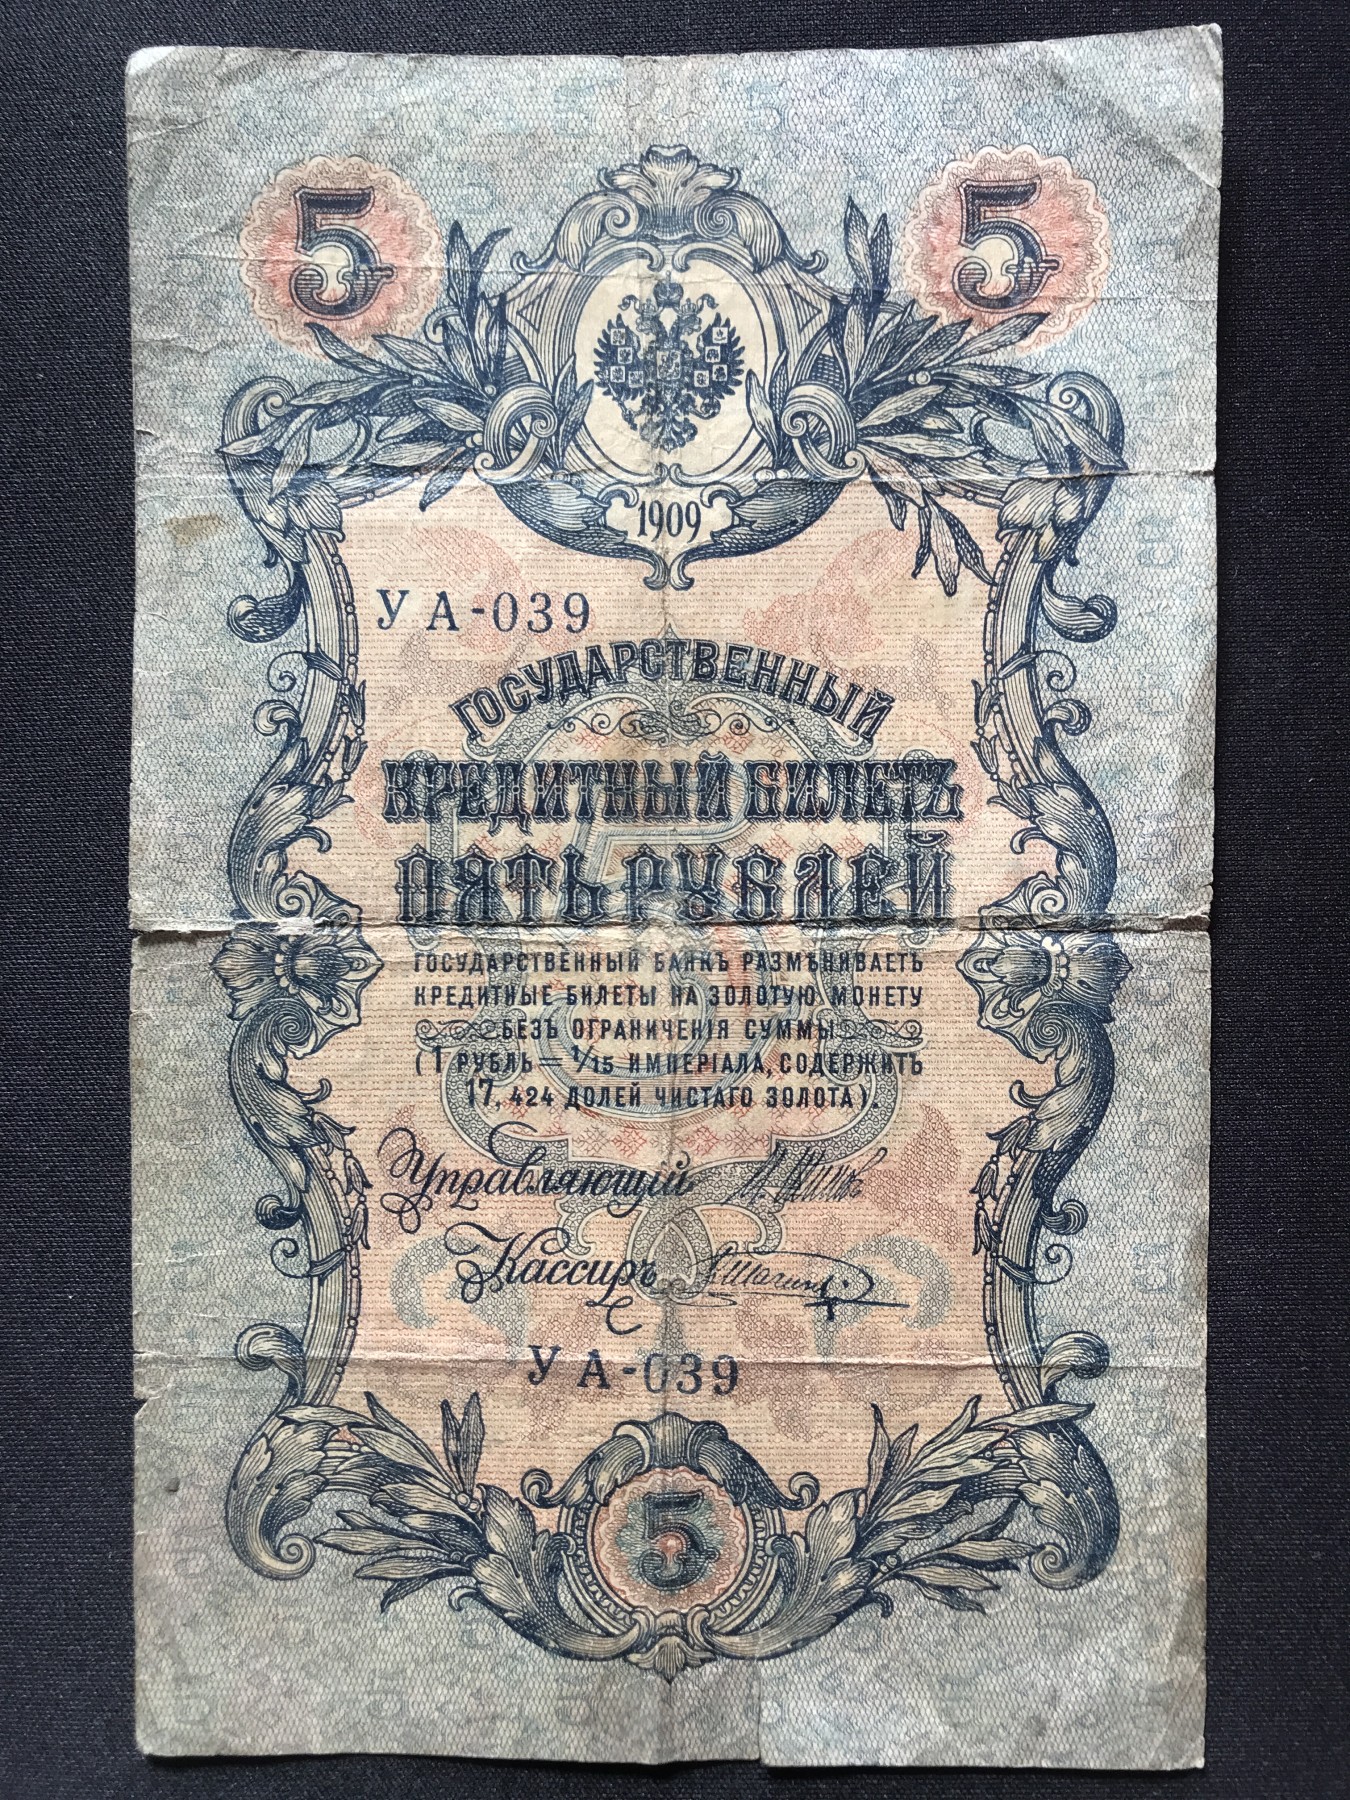 5 5
1909
УА-039
ГОСУДАРСТВЕННЫЙ
КРЕДИТНЫЙ БИЛЕТЪ
ПЯТЬ РУБЛЕЙ
ГОСУДАРСТВЕННЫЙ БАНКЪ РАЗМѢНИВАЕТЪ
КРЕДИТНЫЕ БИЛЕТЫ НА ЗОЛОТУЮ МОНЕТУ
БЕЗЪ ОГРАНИЧЕНІЯ СУММЫ
(1 РУБЛЬ — 1/15 ИМПЕРІАЛА, СОДЕРЖИТЪ
17,424 ДОЛЕЙ ЧИСТАГО ЗОЛОТА).
Управляющій
Кассиръ
УА-039
5